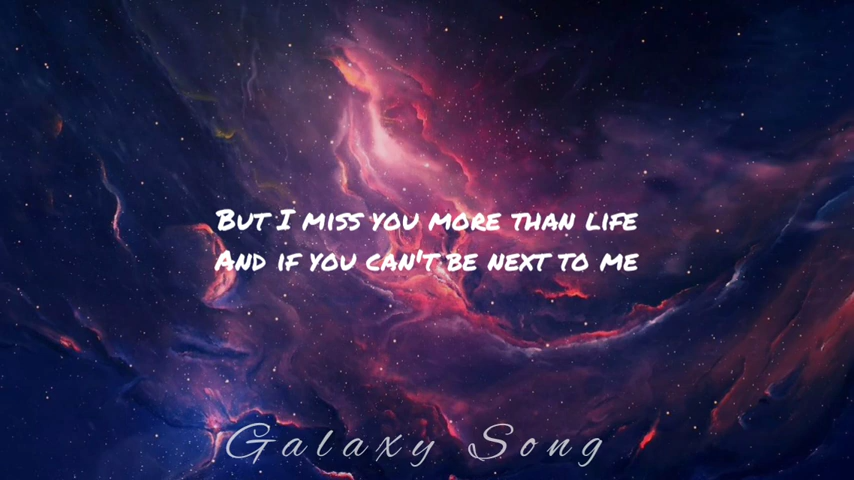 But I miss you more than life
And if you can't be next to me
Galaxy Song